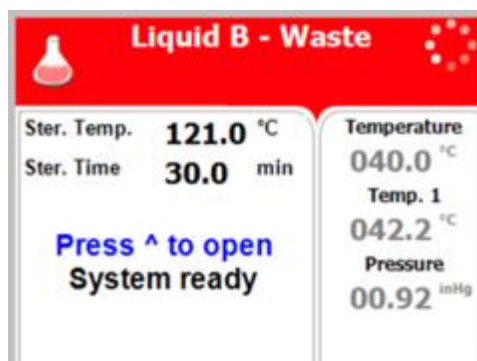 Liquid B - Waste
Ster. Temp. 121.0 °C
Ster. Time 30.0 min
Press ^ to open
System ready
Temperature
040.0 °C
Temp. 1
042.2 °C
Pressure
00.92 inHg